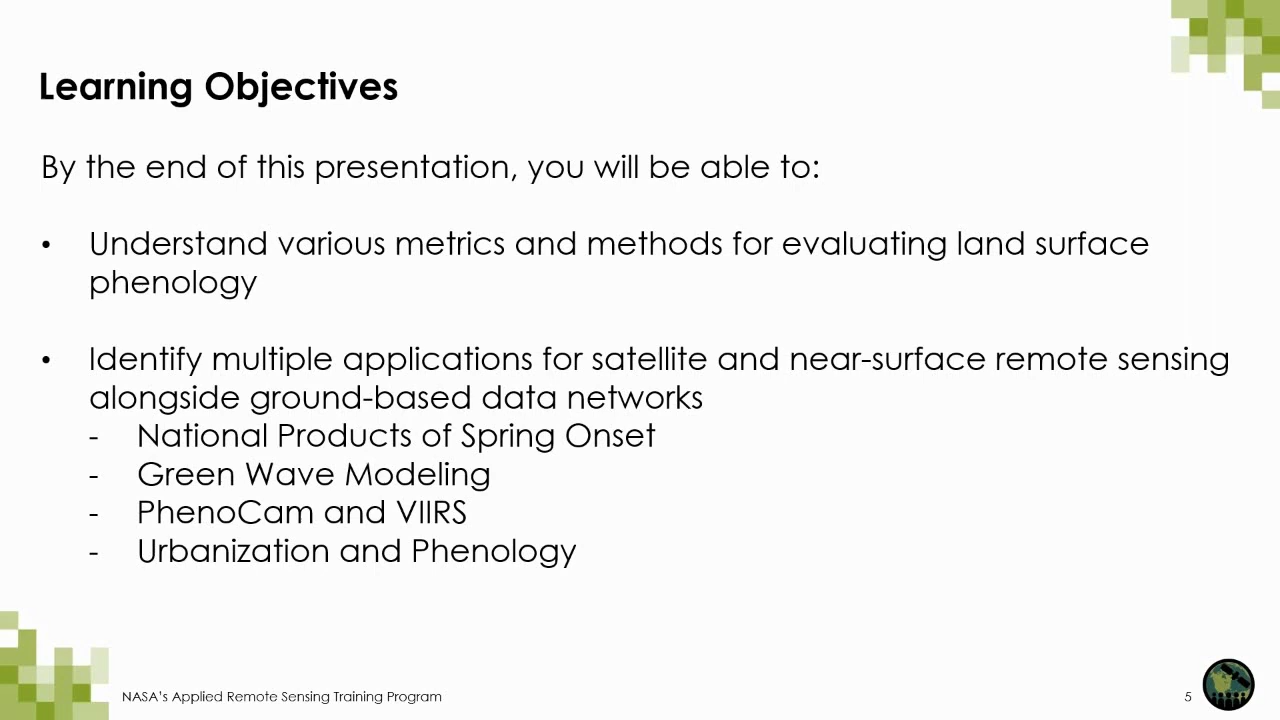 Learning Objectives
By the end of this presentation, you will be able to:
• Understand various metrics and methods for evaluating land surface
phenology
• Identify multiple applications for satellite and near-surface remote sensing
alongside ground-based data networks
- National Products of Spring Onset
- Green Wave Modeling
- PhenoCam and VIIRS
- Urbanization and Phenology
NASA's Applied Remote Sensing Training Program
5